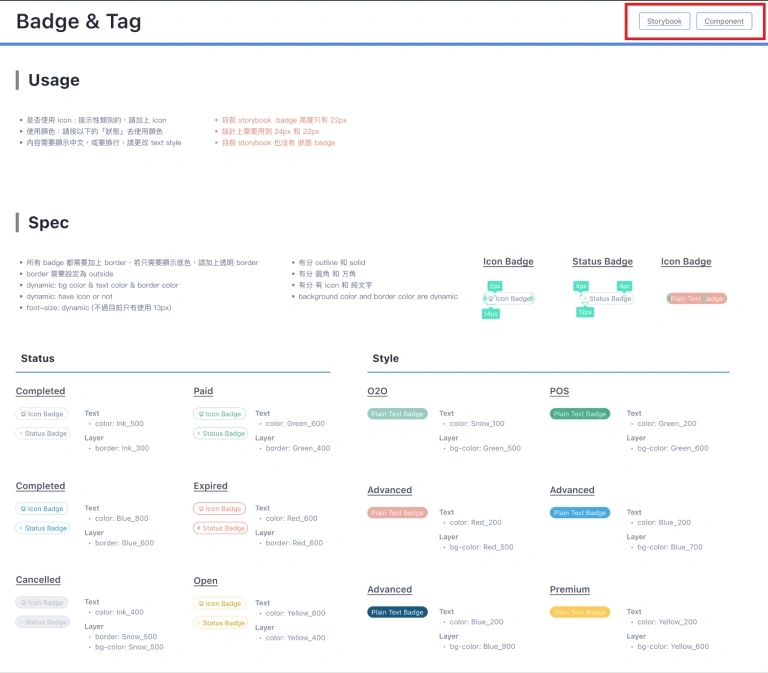 Badge & Tag
Storybook
Component
Usage
• 是否使用 icon : 提示性類別的，請加上 icon
• 使用顏色：請按以下的「狀態」去使用顏色
• 內容需要顯示中文，或要換行，請更改 text style
• 目前 storybook badge 高度只有 22px
• 設計上需要用到 24px 和 22px
• 目前 storybook 也沒有 狀態 badge
Spec
• 所有 badge 都需要加上 border，若只需要顯示底色，請加上透明 border
• border 需要設定為 outside
• dynamic: bg color & text color & border color
• dynamic: have icon or not
• font-size: dynamic (不過目前只有使用 13px)
• 有分 outline 和 solid
• 有分 圓角 和 方角
• 有分 有 icon 和 純文字
• background color and border color are dynamic
Icon Badge
2px
Icon Badge
14px
Status Badge
4px
4px
Status Badge
12px
Icon Badge
Plain Text Badge
Status
Completed
Icon Badge
Status Badge
Text
• color: Ink_500
Layer
• border: Ink_300
Paid
Icon Badge
Status Badge
Text
• color: Green_600
Layer
• border: Green_400
Completed
Icon Badge
Status Badge
Text
• color: Blue_800
Layer
• border: Blue_600
Expired
Icon Badge
Status Badge
Text
• color: Red_600
Layer
• border: Red_600
Cancelled
Icon Badge
Status Badge
Text
• color: Ink_400
Layer
• border: Snow_500
• bg-color: Snow_500
Open
Icon Badge
Status Badge
Text
• color: Yellow_800
Layer
• color: Yellow_400
Style
O2O
Plain Text Badge
Text
• color: Snow_100
Layer
• bg-color: Green_500
POS
Plain Text Badge
Text
• color: Green_200
Layer
• bg-color: Green_600
Advanced
Plain Text Badge
Text
• color: Red_200
Layer
• bg-color: Red_500
Advanced
Plain Text Badge
Text
• color: Blue_200
Layer
• bg-color: Blue_700
Advanced
Plain Text Badge
Text
• color: Blue_200
Layer
• bg-color: Blue_900
Premium
Plain Text Badge
Text
• color: Yellow_200
Layer
• bg-color: Yellow_600